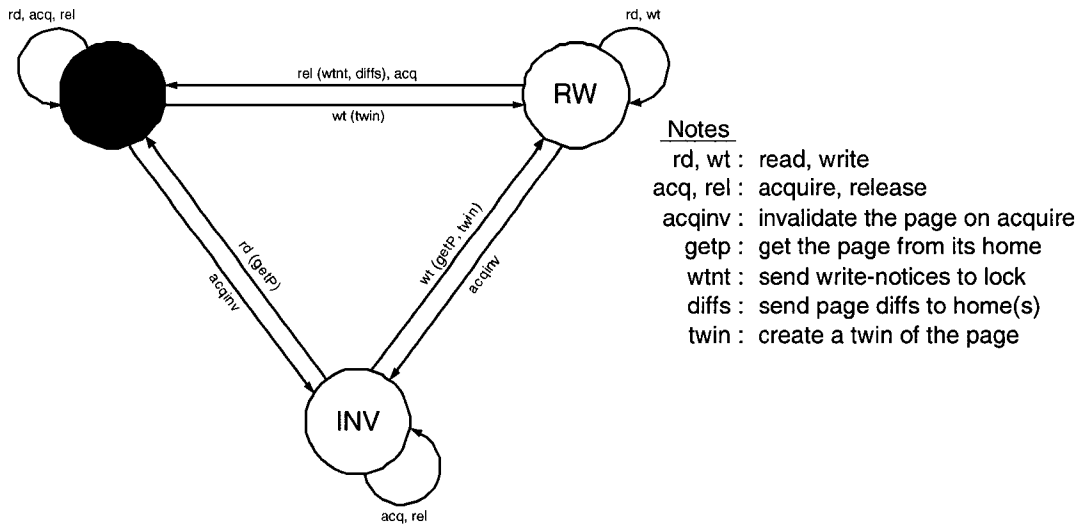 rd, acq, rel
rd, wt
rel (wtnt, diffs), acq
wt (twin)
RW
rd (getP)
acqinv
wt (getP, twin)
acqinv
INV
acq, rel
Notes
rd, wt : read, write
acq, rel : acquire, release
acqinv : invalidate the page on acquire
getp : get the page from its home
wtnt : send write-notices to lock
diffs : send page diffs to home(s)
twin : create a twin of the page